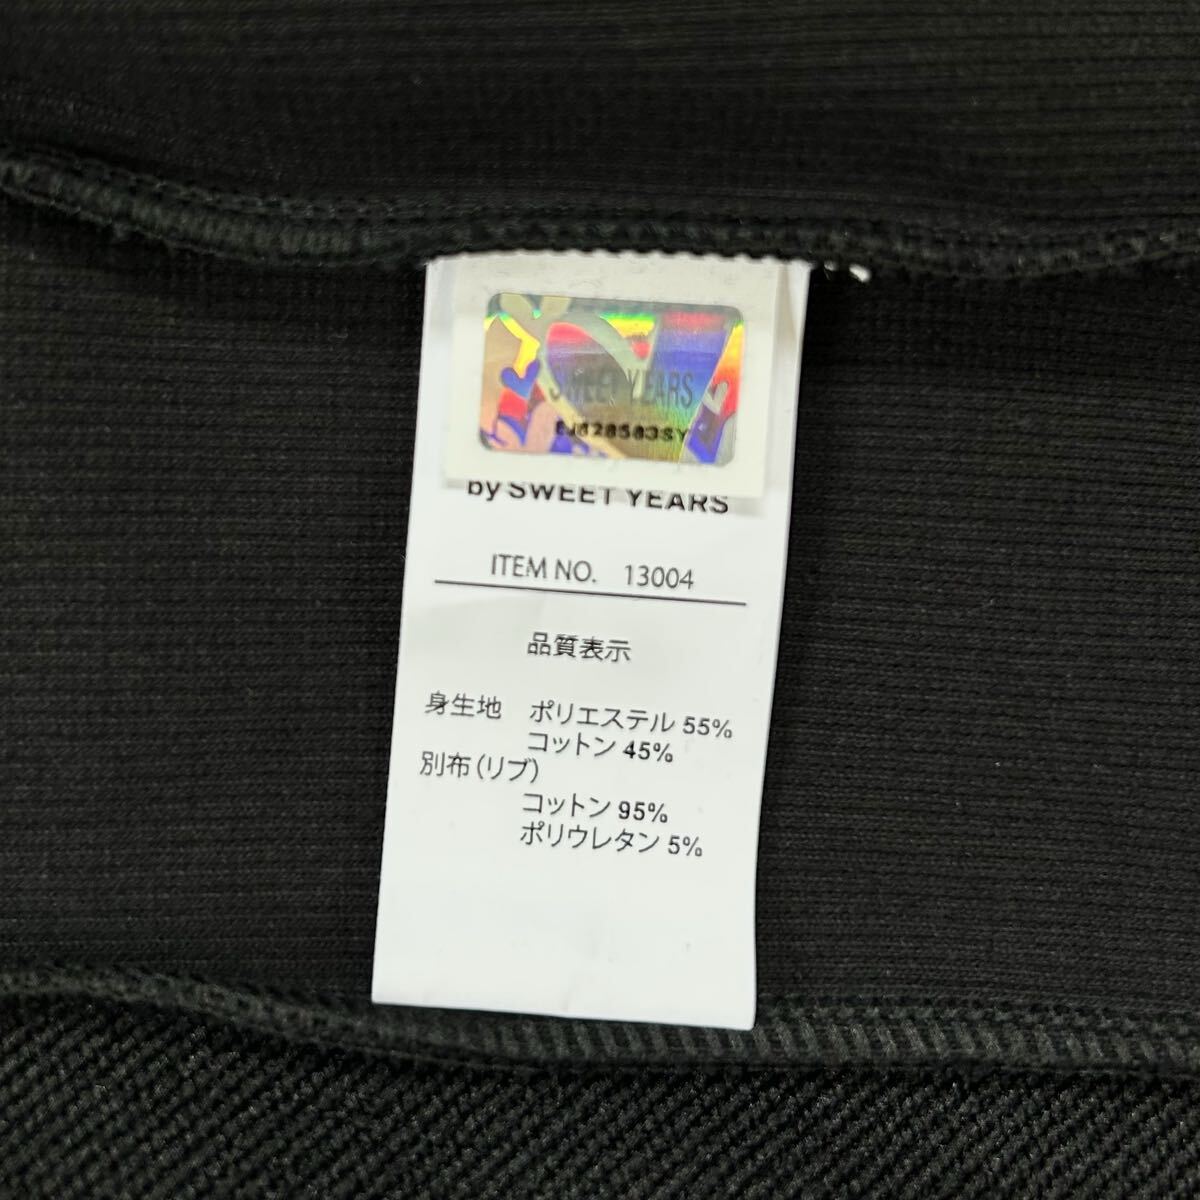 SWEET YEARS
by SWEET YEARS
ITEM NO. 13004
品質表示
身生地 ポリエステル 55%
コットン 45%
別布(リブ)
コットン 95%
ポリウレタン 5%